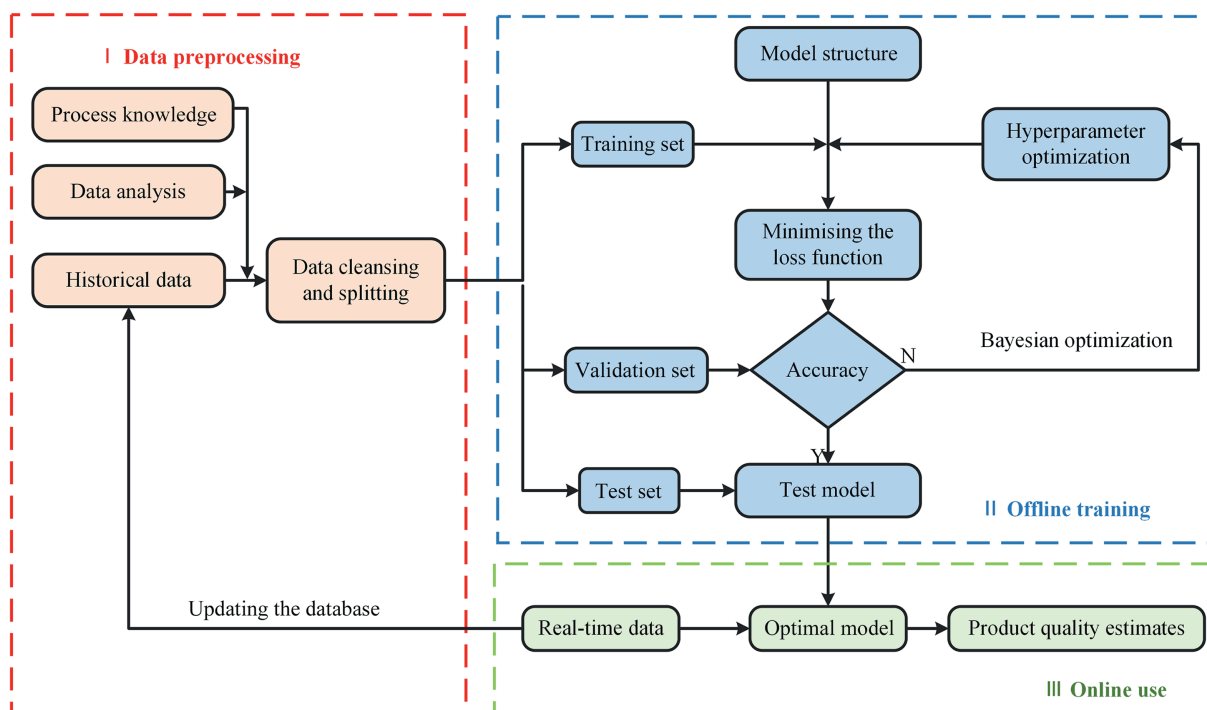 Ⅰ Data preprocessing
Process knowledge
Data analysis
Historical data
Data cleansing
and splitting
Updating the database
Model structure
Training set
Hyperparameter
optimization
Minimising the
loss function
Validation set
Accuracy
N
Bayesian optimization
Y
Test set
Test model
Ⅱ Offline training
Real-time data
Optimal model
Product quality estimates
Ⅲ Online use